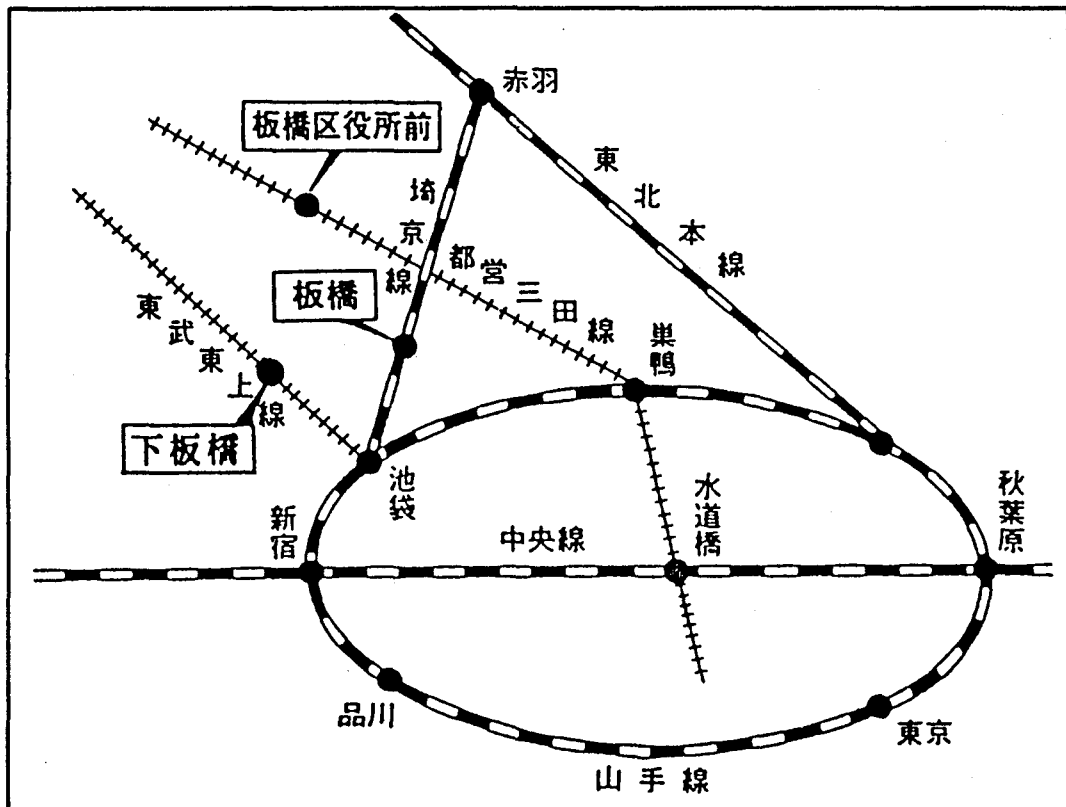 赤羽
板橋区役所前
東北本線
埼京線
都営三田線
板橋
東武東上線
巣鴨
下板橋
池袋
水道橋
秋葉原
新宿
中央線
品川
東京
山手線